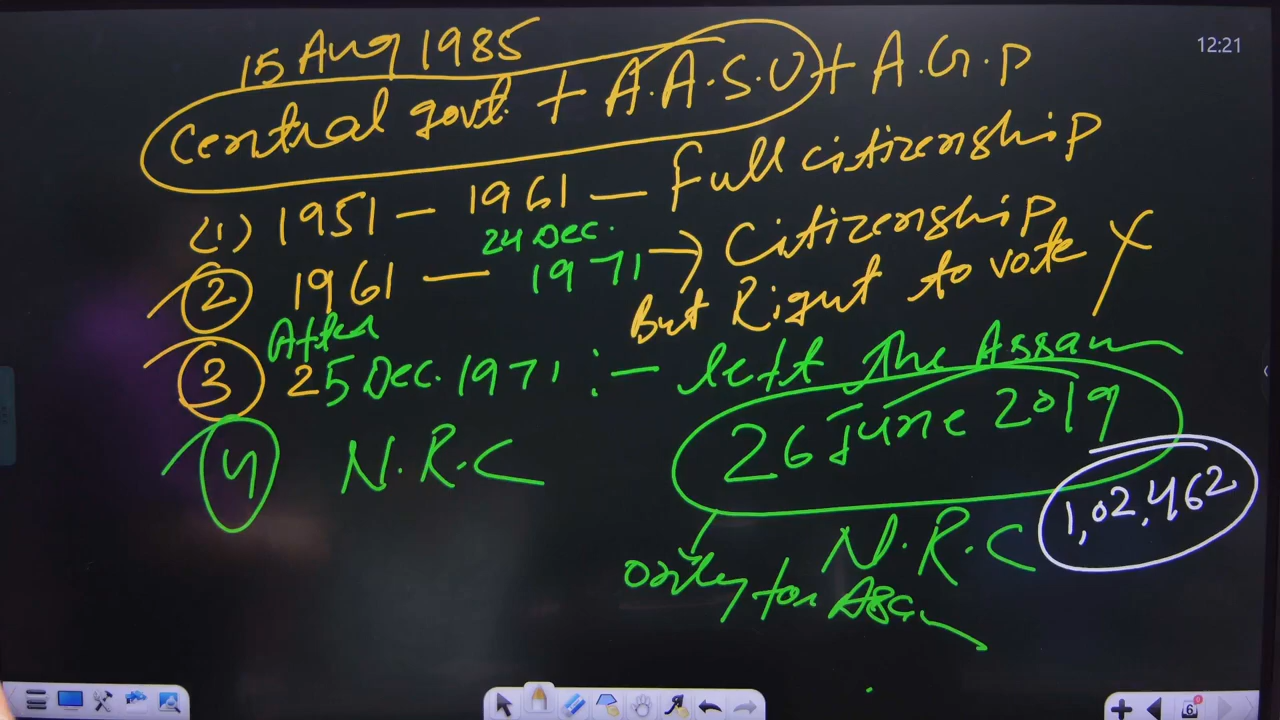 12:21
15 Aug 1985
Central govt. + A.A.S.U + A.G.P
(1) 1951 — 1961 — Full citizenship
24 Dec.
(2) 1961 — 1971 → Citizenship
But Right to vote X
After
(3) 25 Dec. 1971 :- left the Assam
26 June 2019
(4) N.R.C
1,02,462
N.R.C
only for Assam
6